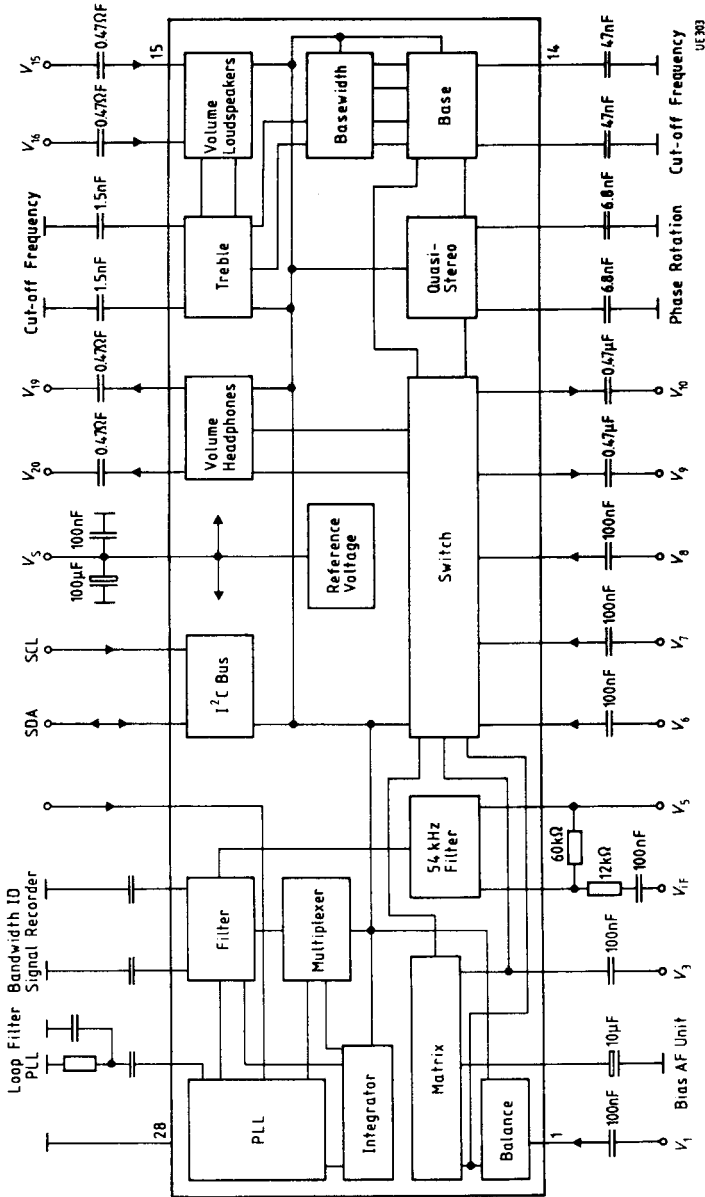 Loop Filter
PLL
Bandwidth ID
Signal Recorder
SDA
SCL
VS
100µF
100nF
V20
0.47ΩF
V19
0.47ΩF
Cut-off Frequency
1.5nF
1.5nF
V16
0.47ΩF
V15
0.47ΩF
28
15
PLL
Filter
Multiplexer
Integrator
I²C Bus
Reference
Voltage
Volume
Headphones
Treble
Volume
Loudspeakers
Basewidth
Base
Quasi-
Stereo
Switch
54 kHz
Filter
Matrix
Balance
1
14
100nF
V1
10µF
Bias AF Unit
100nF
V3
60kΩ
12kΩ
100nF
VIF
V5
100nF
V6
100nF
V7
100nF
V8
0.47µF
V9
0.47µF
V10
6.8nF
6.8nF
Phase Rotation
47nF
47nF
Cut-off Frequency
UE303